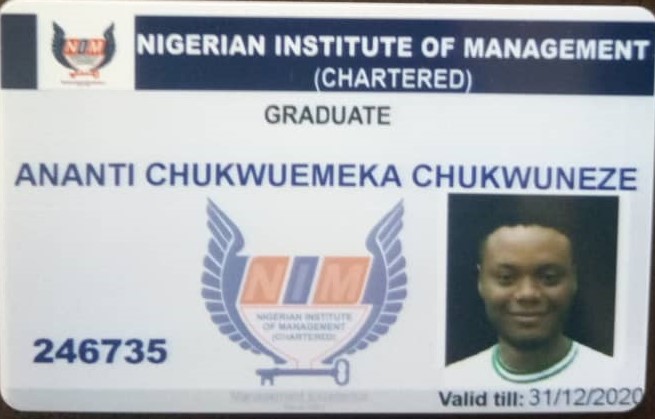 NIM
NIGERIAN INSTITUTE OF MANAGEMENT
(CHARTERED)
GRADUATE
ANANTI CHUKWUEMEKA CHUKWUNEZE
NIM
NIGERIAN INSTITUTE
OF MANAGEMENT
(CHARTERED)
246735
Management Excellence
Valid till: 31/12/2020